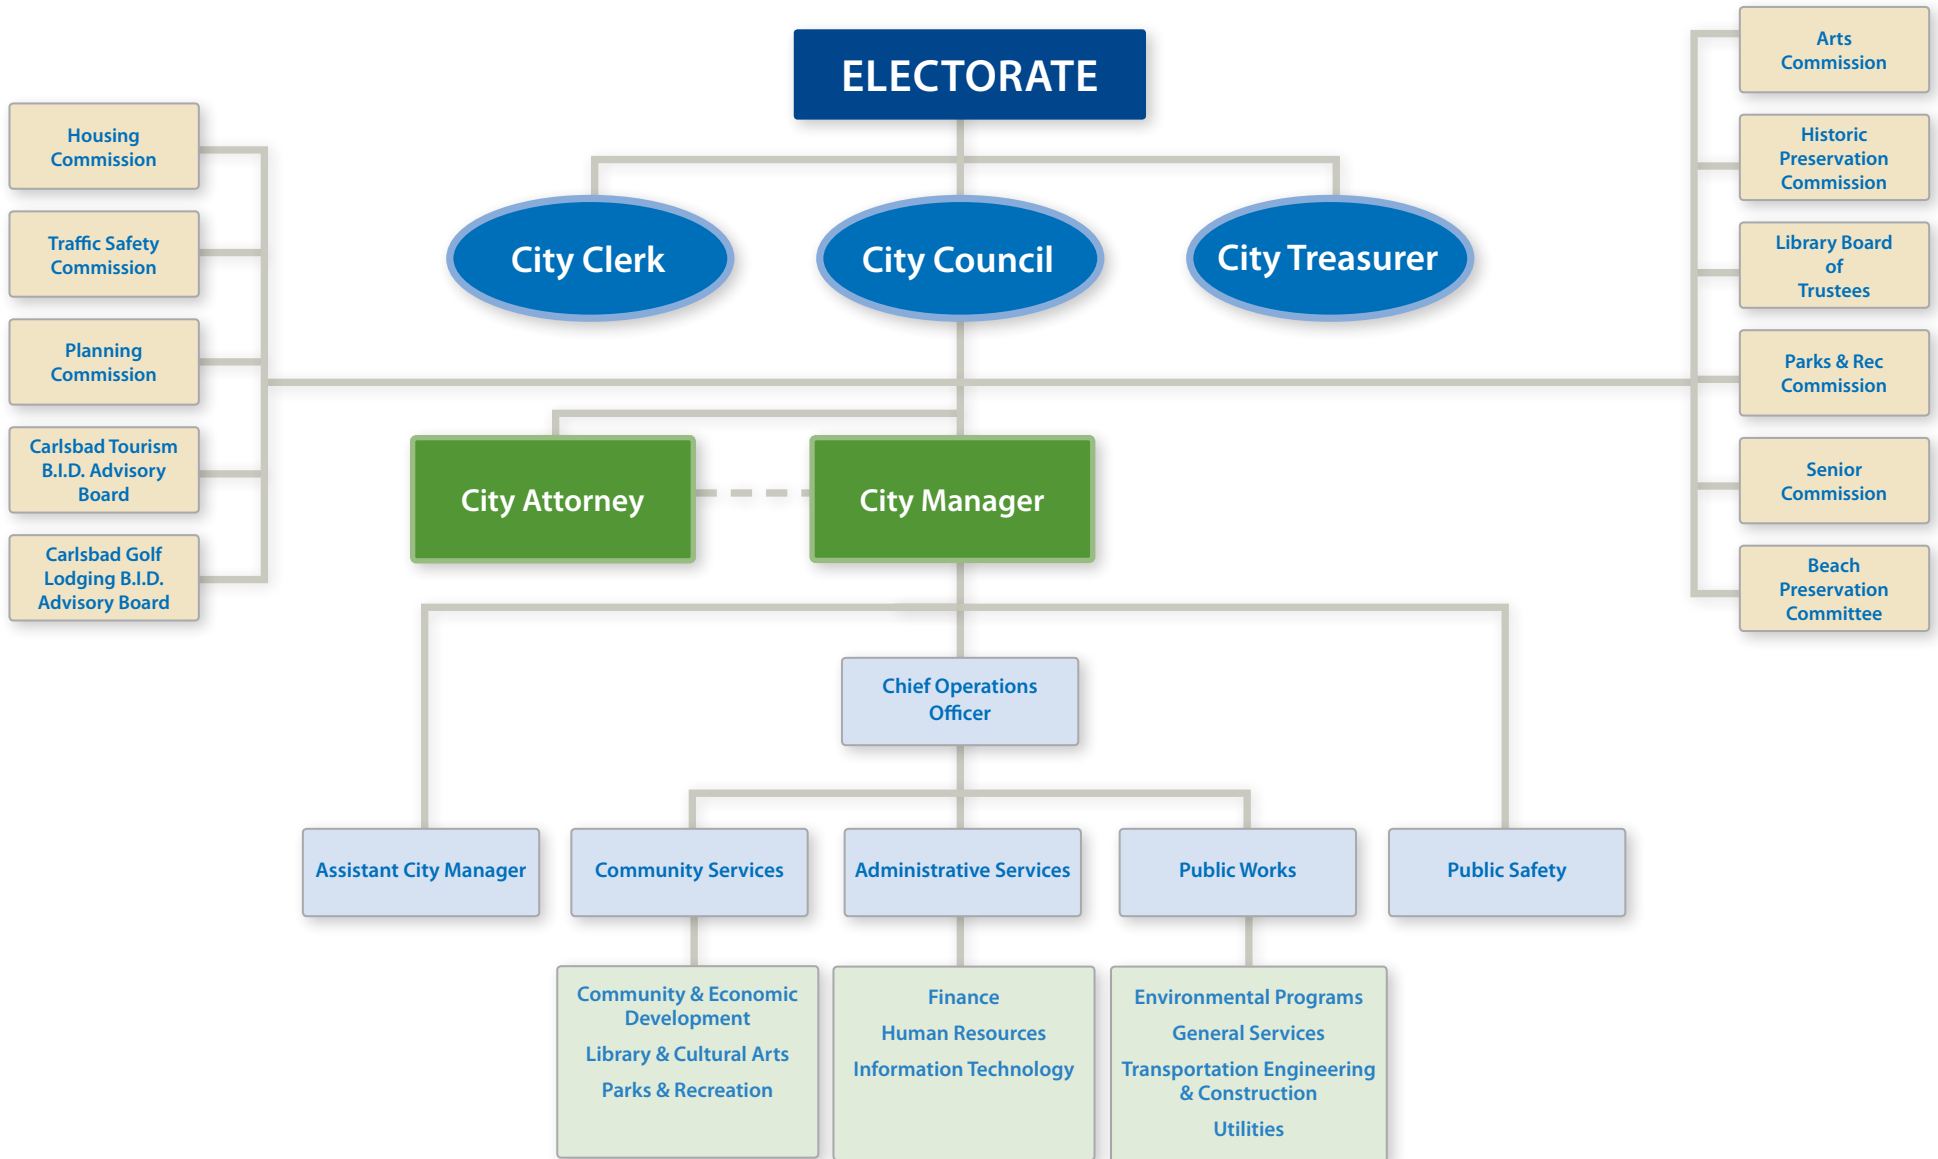 ELECTORATE
City Clerk
City Council
City Treasurer
Housing
Commission
Traffic Safety
Commission
Planning
Commission
Carlsbad Tourism
B.I.D. Advisory
Board
Carlsbad Golf
Lodging B.I.D.
Advisory Board
Arts
Commission
Historic
Preservation
Commission
Library Board
of
Trustees
Parks & Rec
Commission
Senior
Commission
Beach
Preservation
Committee
City Attorney
City Manager
Chief Operations
Officer
Assistant City Manager
Community Services
Administrative Services
Public Works
Public Safety
Community & Economic
Development
Library & Cultural Arts
Parks & Recreation
Finance
Human Resources
Information Technology
Environmental Programs
General Services
Transportation Engineering
& Construction
Utilities